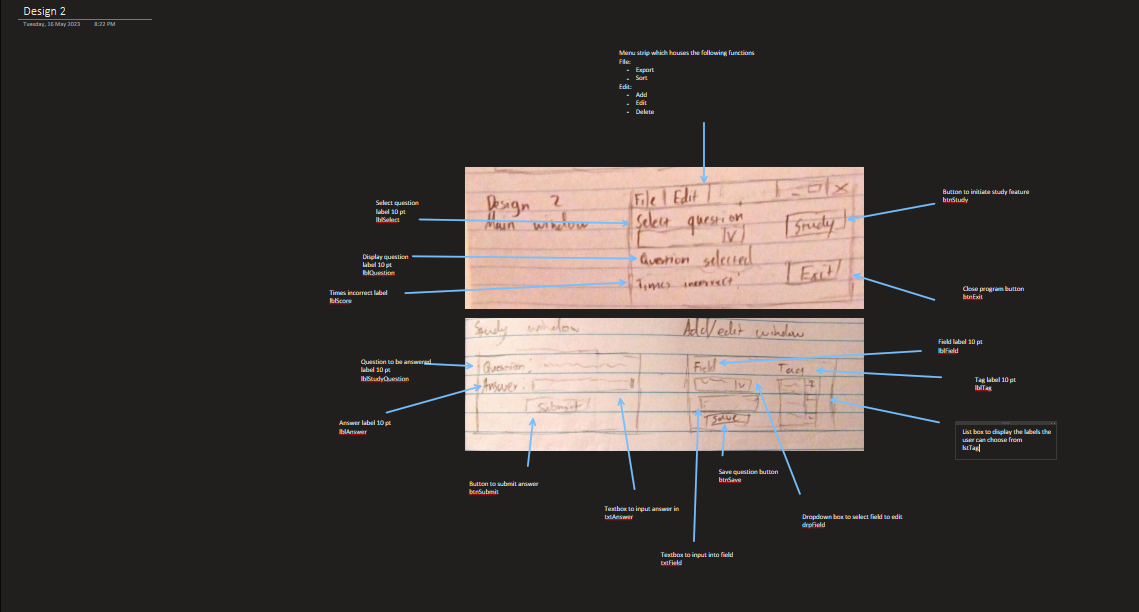 Design 2
Tuesday, 16 May 2023 8:22 PM
Menu strip which houses the following functions
File:
- Export
- Sort
Edit:
- Add
- Edit
- Delete
Design 2
Main window
File | Edit |
_ □ X
Select question
V
Study
Question selected
Exit
Times incorrect:
Select question
label 10 pt
lblSelect
Display question
label 10 pt
lblQuestion
Times incorrect label
lblScore
Button to initiate study feature
btnStudy
Close program button
btnExit
Study window
Add/edit window
Question:
Answer:
Submit
Field
Tag
V
Save
Question to be answered
label 10 pt
lblStudyQuestion
Answer label 10 pt
lblAnswer
Field label 10 pt
lblField
Tag label 10 pt
lblTag
List box to display the labels the
user can choose from
lstTag
Button to submit answer
btnSubmit
Textbox to input answer in
txtAnswer
Save question button
btnSave
Dropdown box to select field to edit
drpField
Textbox to input into field
txtField